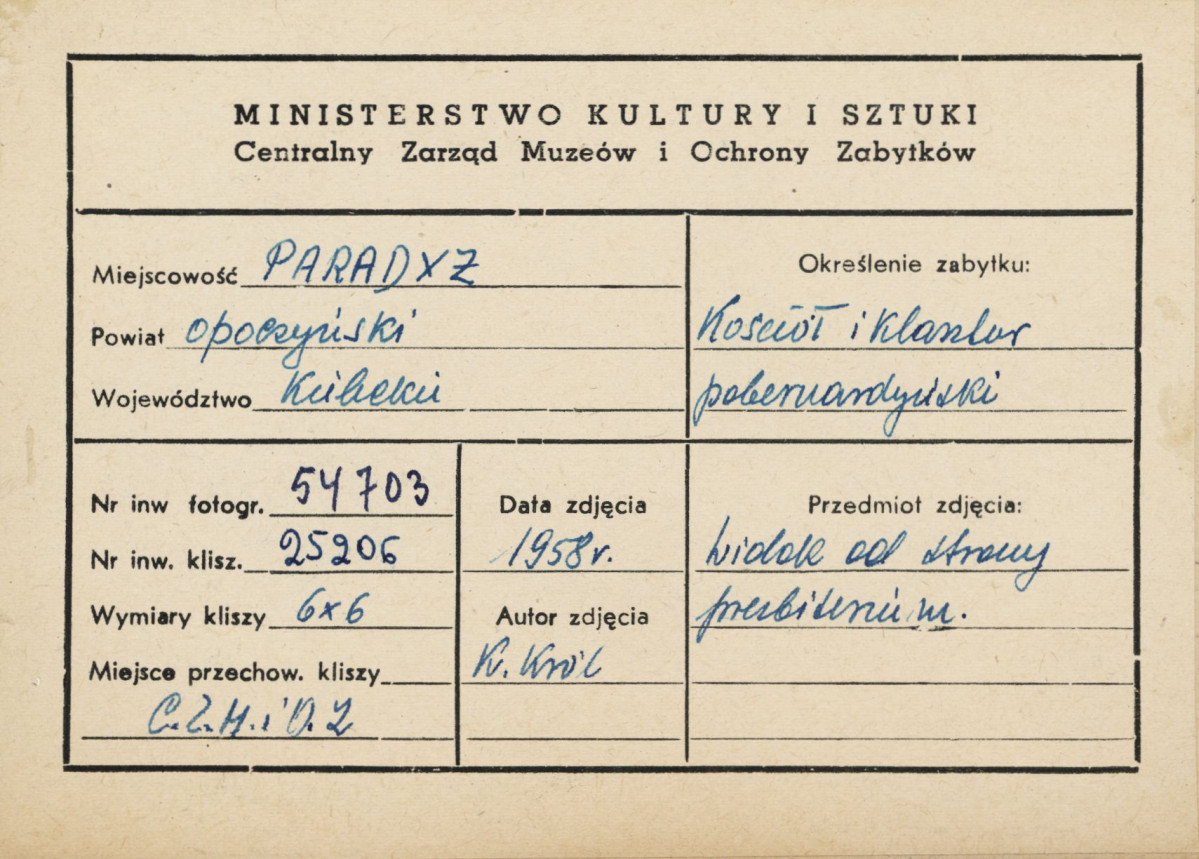 MINISTERSTWO KULTURY I SZTUKI
Centralny Zarząd Muzeów i Ochrony Zabytków
Miejscowość PARADYZ
Powiat opoczyński
Województwo Kieleckie
Określenie zabytku:
Kościół i klasztor
pobernardyński
Nr inw fotogr. 54703
Nr inw. klisz. 25206
Wymiary kliszy 6x6
Miejsce przechow. kliszy
C.Z.M. i O.Z
Data zdjęcia
1958r.
Autor zdjęcia
K. Król
Przedmiot zdjęcia:
widok od strony
prezbiterium.